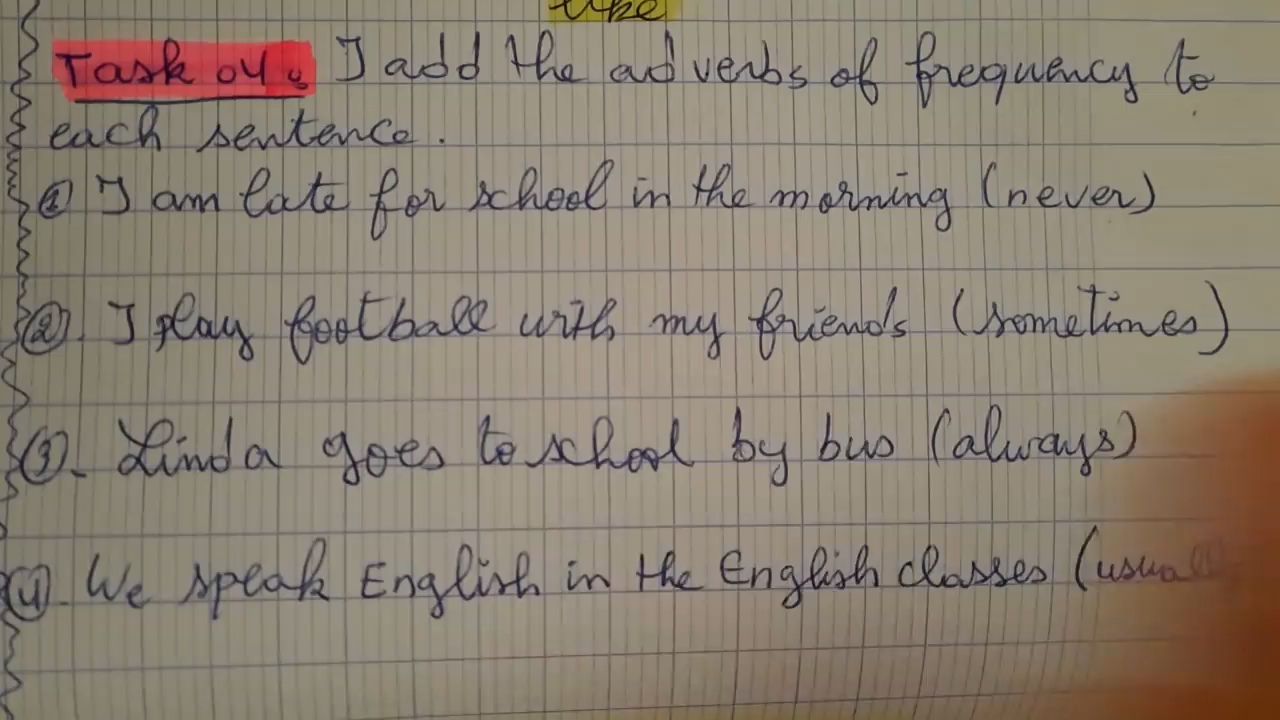 Task 04: I add the adverbs of frequency to
each sentence.
① I am late for school in the morning (never)
②. I play football with my friends (sometimes)
③. Linda goes to school by bus (always)
④. We speak English in the English classes